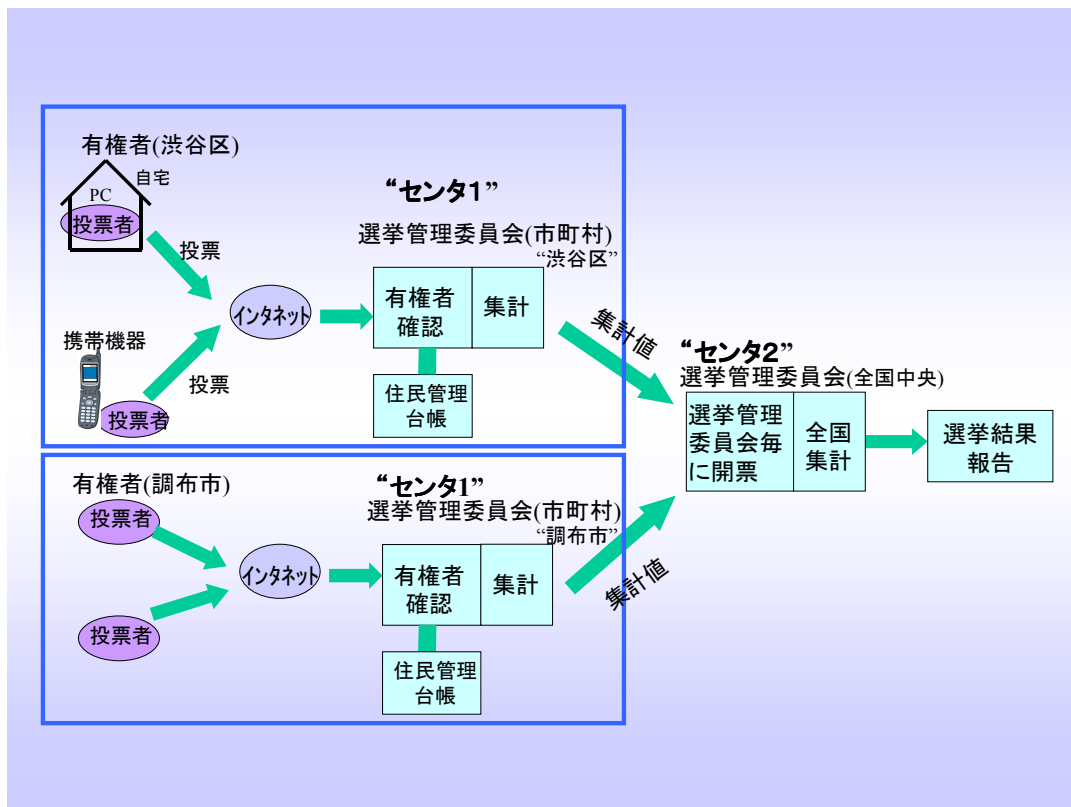 有権者(渋谷区)
自宅
PC
投票者
投票
携帯機器
投票
投票者
インタネット
“センタ１”
選挙管理委員会(市町村)
“渋谷区”
有権者
確認
集計
住民管理
台帳
集計値
有権者(調布市)
投票者
投票者
インタネット
“センタ1”
選挙管理委員会(市町村)
“調布市”
有権者
確認
集計
住民管理
台帳
集計値
“センタ２”
選挙管理委員会(全国中央)
選挙管理
委員会毎
に開票
全国
集計
選挙結果
報告